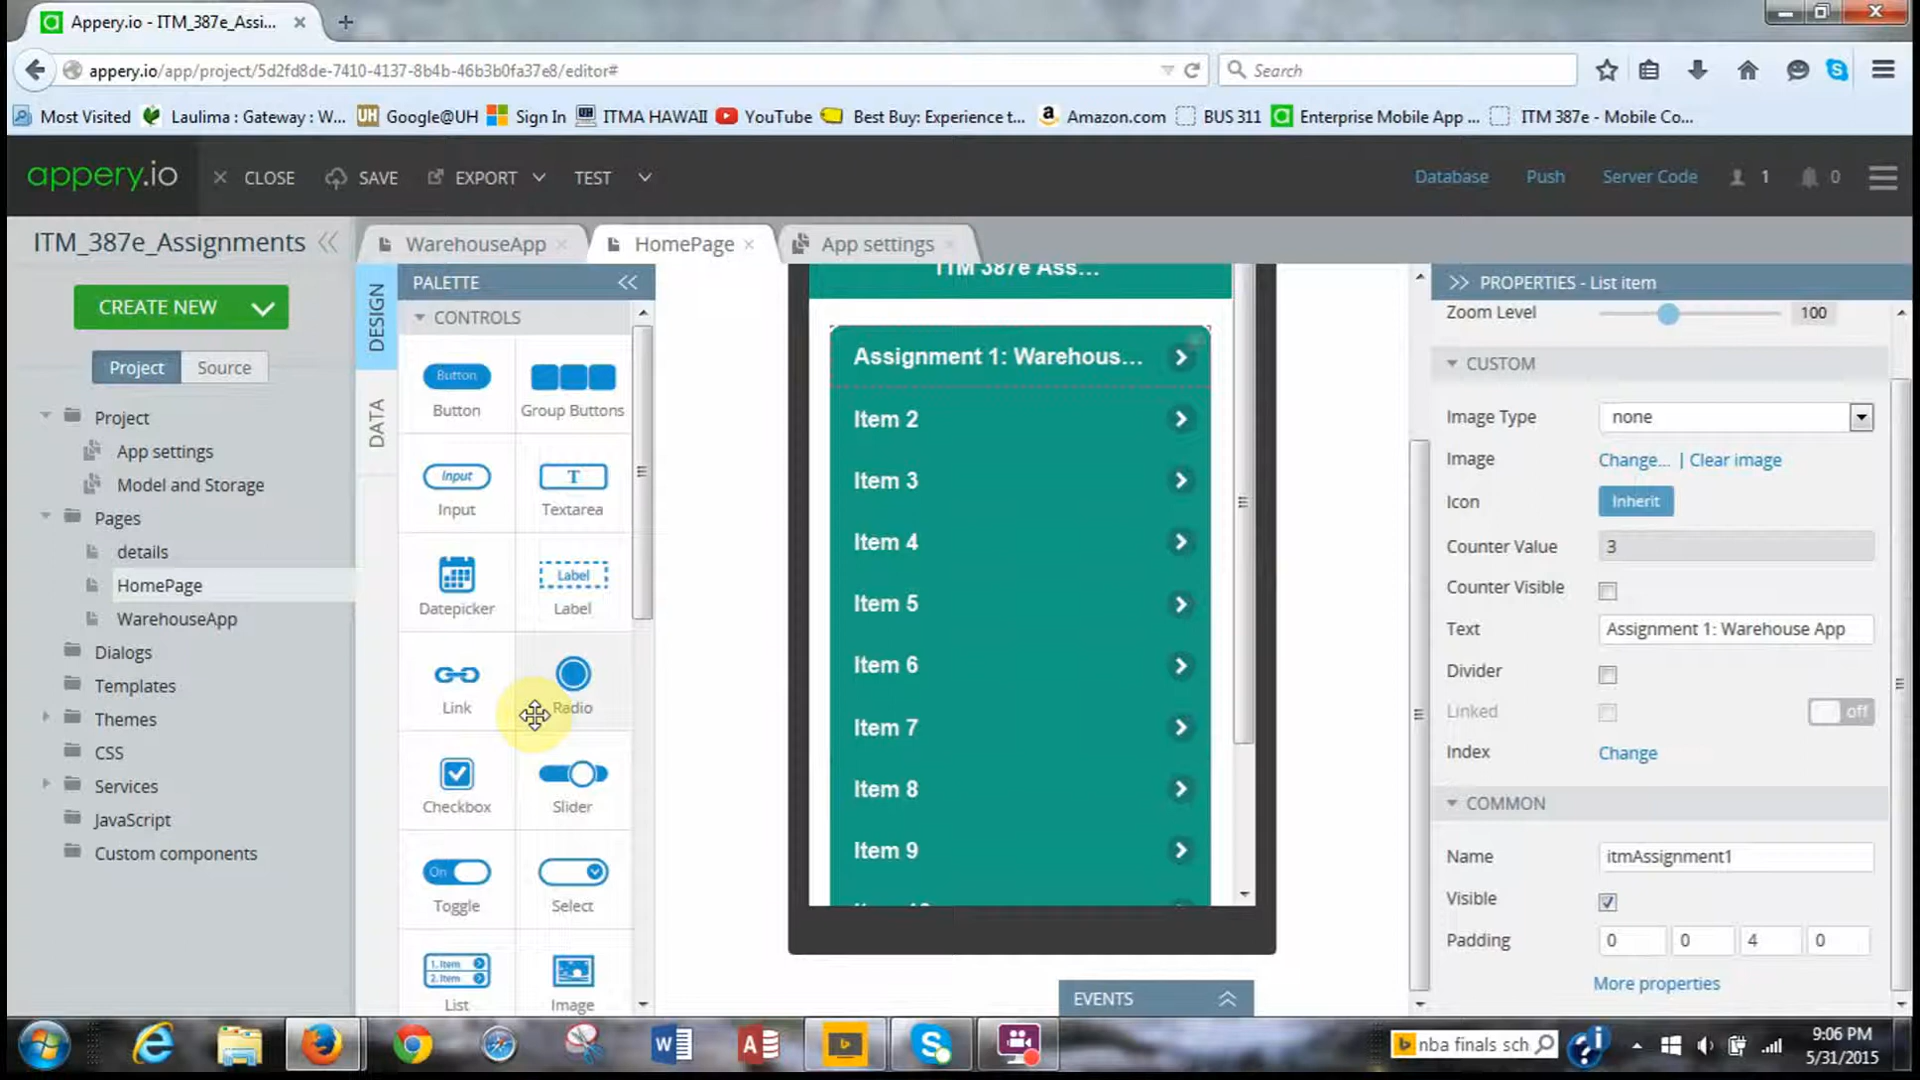 Appery.io - ITM_387e_Assi...
appery.io/app/project/5d2fd8de-7410-4137-8b4b-46b3b0fa37e8/editor#
Search
Most Visited
Laulima : Gateway : W...
UH Google@UH
Sign In
ITMA HAWAII
YouTube
Best Buy: Experience t...
Amazon.com
BUS 311
Enterprise Mobile App ...
ITM 387e - Mobile Co...
appery.io
CLOSE
SAVE
EXPORT
TEST
Database
Push
Server Code
1
0
ITM_387e_Assignments
WarehouseApp
HomePage
App settings
CREATE NEW
Project
Source
Project
App settings
Model and Storage
Pages
details
HomePage
WarehouseApp
Dialogs
Templates
Themes
CSS
Services
JavaScript
Custom components
DESIGN
DATA
PALETTE
CONTROLS
Button
Button
Group Buttons
Input
Input
T
Textarea
Datepicker
Label
Label
Link
Radio
Checkbox
Slider
On
Toggle
Select
1. Item
2. Item
List
Image
ITM 387e Ass...
Assignment 1: Warehous...
Item 2
Item 3
Item 4
Item 5
Item 6
Item 7
Item 8
Item 9
EVENTS
PROPERTIES - List item
Zoom Level
100
CUSTOM
Image Type
none
Image
Change... | Clear image
Icon
Inherit
Counter Value
3
Counter Visible
Text
Assignment 1: Warehouse App
Divider
Linked
off
Index
Change
COMMON
Name
itmAssignment1
Visible
Padding
0
0
4
0
More properties
nba finals sch
9:06 PM
5/31/2015